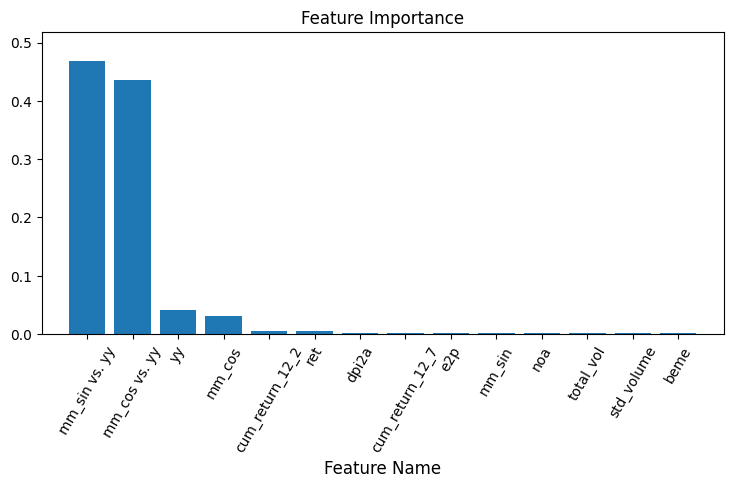 Feature Importance
0.5
0.4
0.3
0.2
0.1
0.0
mm_sin vs. yy
mm_cos vs. yy
yy
mm_cos
cum_return_12_2
ret
dpi2a
cum_return_12_7
e2p
mm_sin
noa
total_vol
std_volume
beme
Feature Name